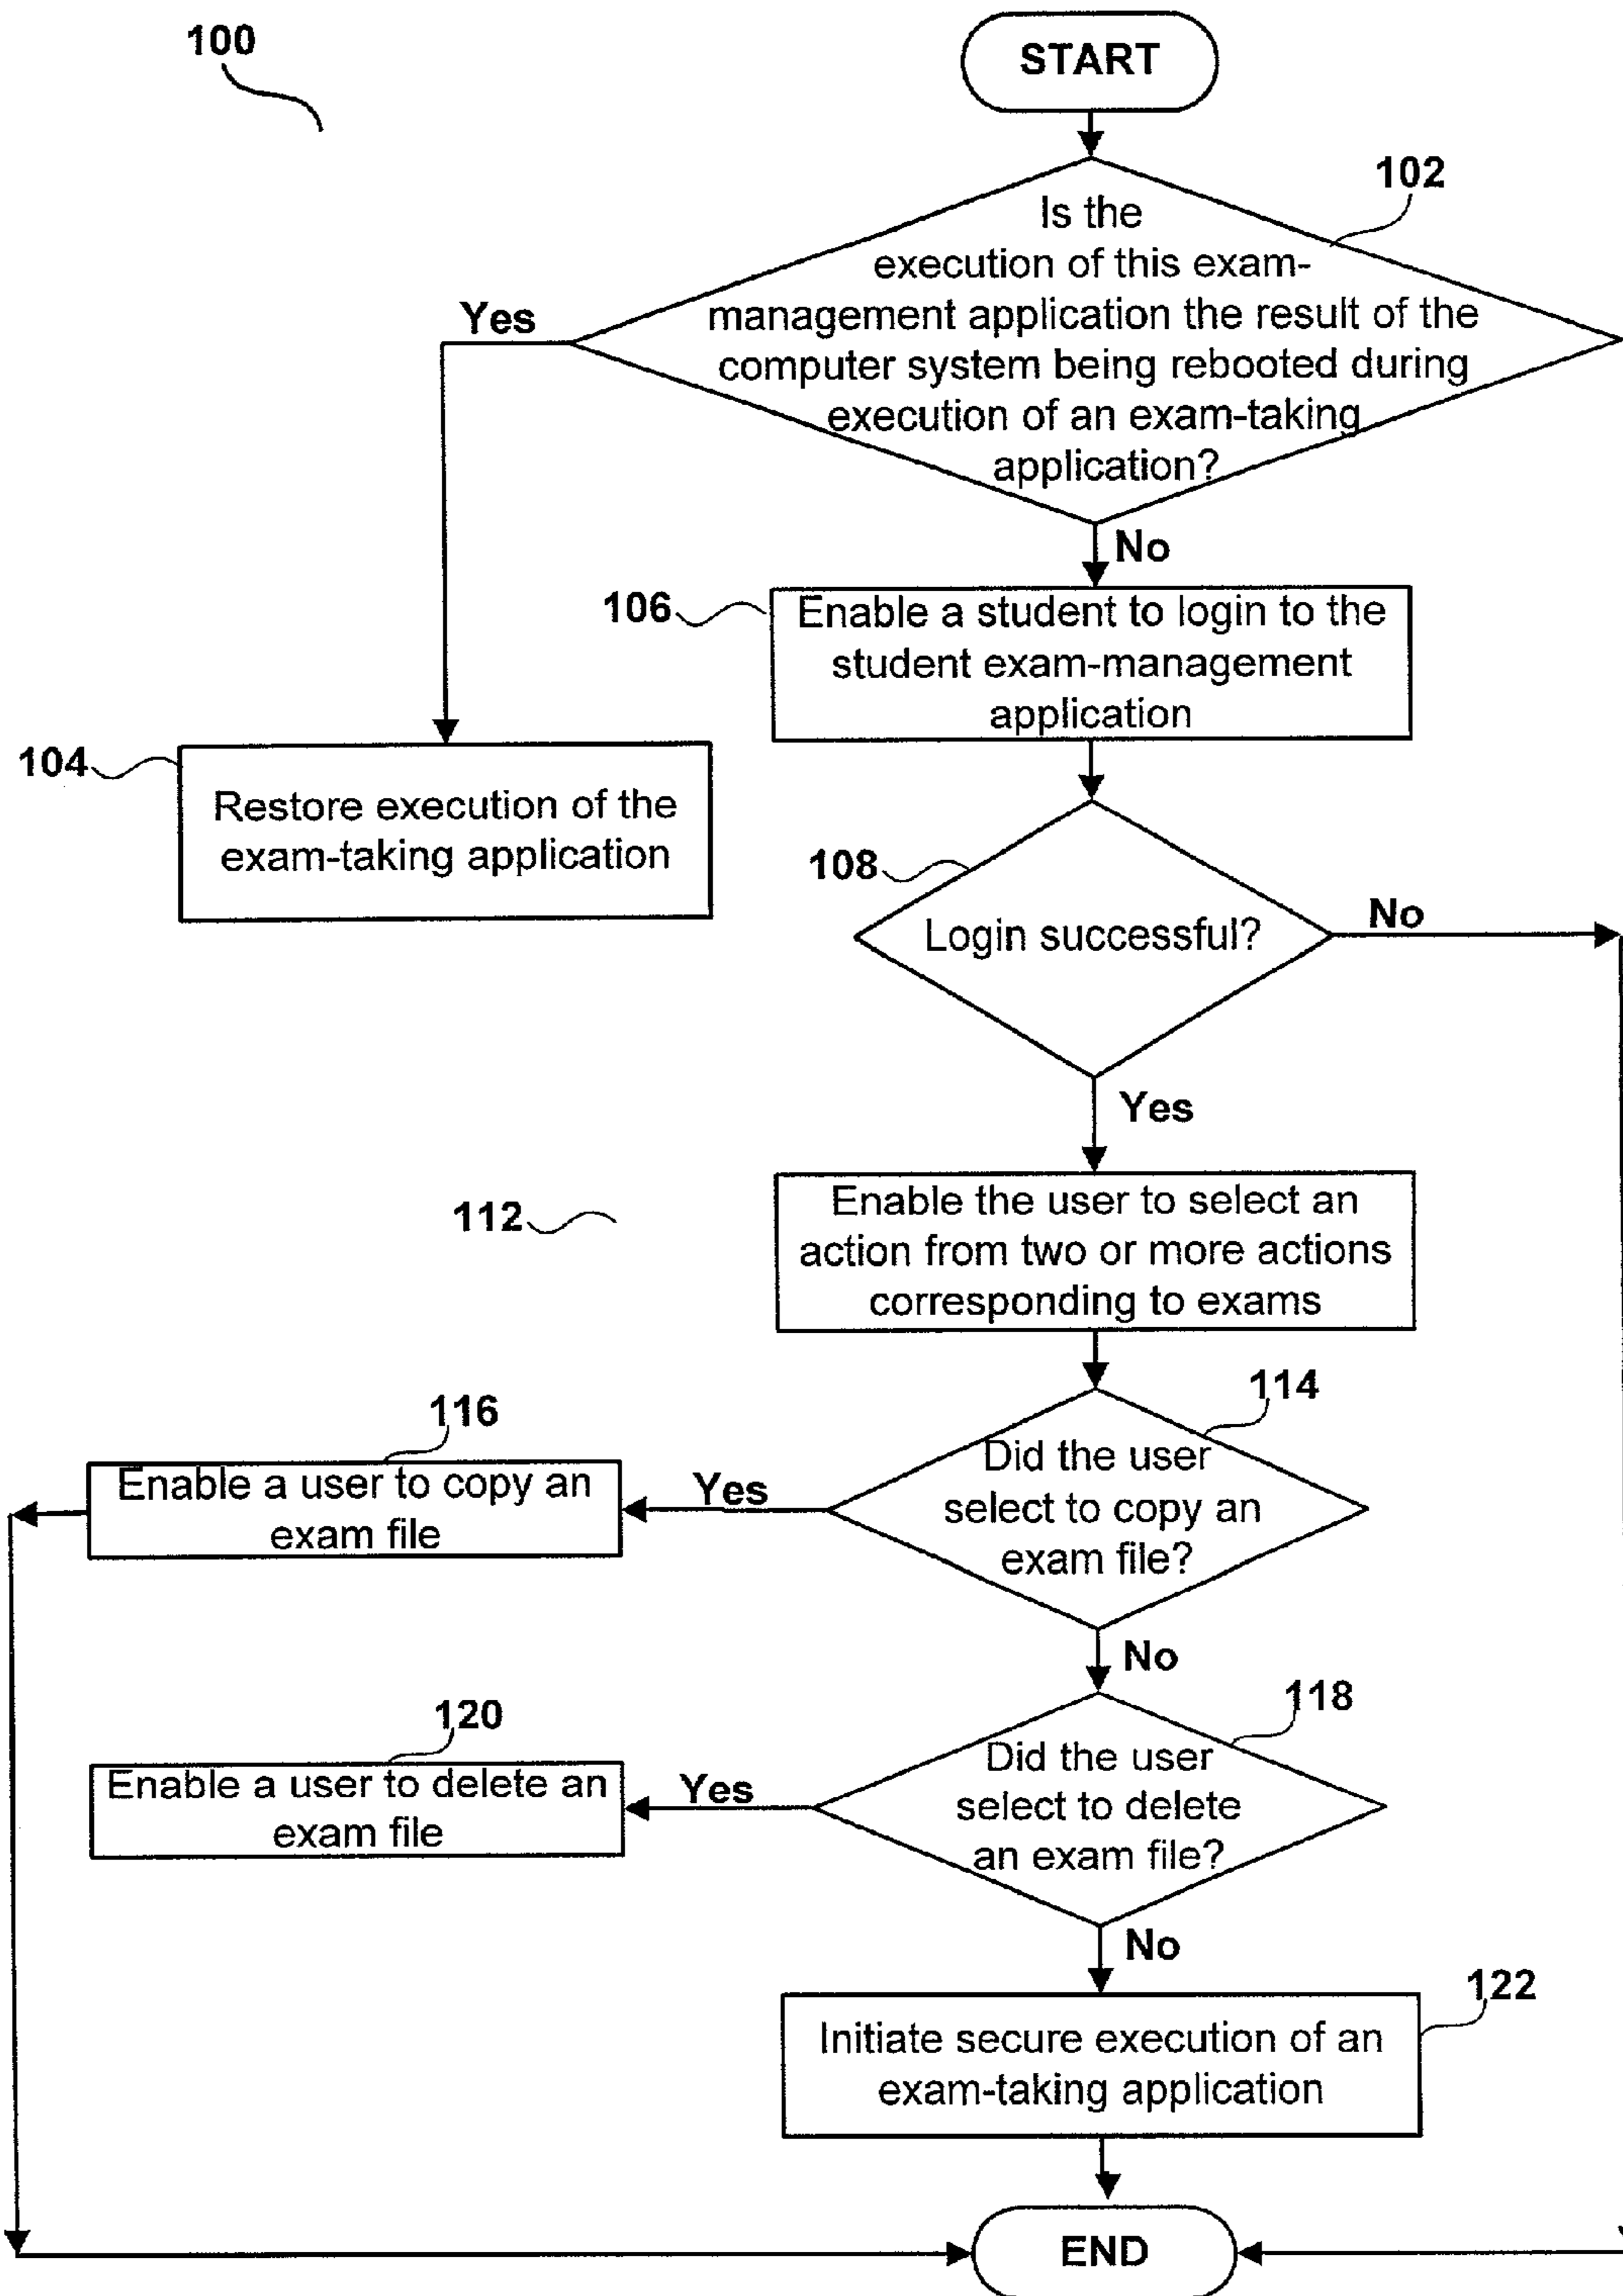 100
START
102
Is the
execution of this exam-
management application the result of the
computer system being rebooted during
execution of an exam-taking
application?
Yes
No
106
Enable a student to login to the
student exam-management
application
104
Restore execution of the
exam-taking application
108
Login successful?
No
Yes
112
Enable the user to select an
action from two or more actions
corresponding to exams
114
Did the user
select to copy an
exam file?
116
Enable a user to copy an
exam file
Yes
No
118
Did the user
select to delete
an exam file?
120
Enable a user to delete an
exam file
Yes
No
122
Initiate secure execution of an
exam-taking application
END